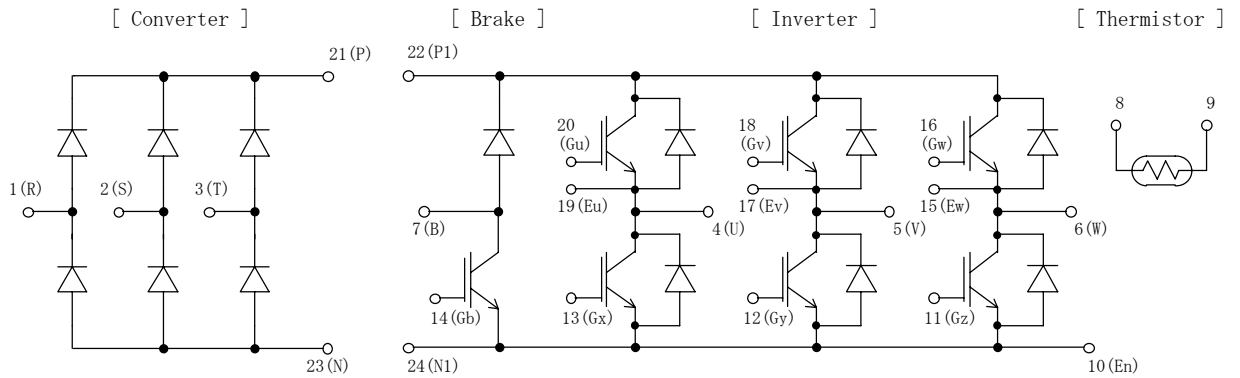 [ Converter ]
[ Brake ]
[ Inverter ]
[ Thermistor ]
21(P)
22(P1)
20
(Gu)
18
(Gv)
16
(Gw)
8
9
1(R)
2(S)
3(T)
19(Eu)
17(Ev)
15(Ew)
7(B)
4(U)
5(V)
6(W)
14(Gb)
13(Gx)
12(Gy)
11(Gz)
23(N)
24(N1)
10(En)